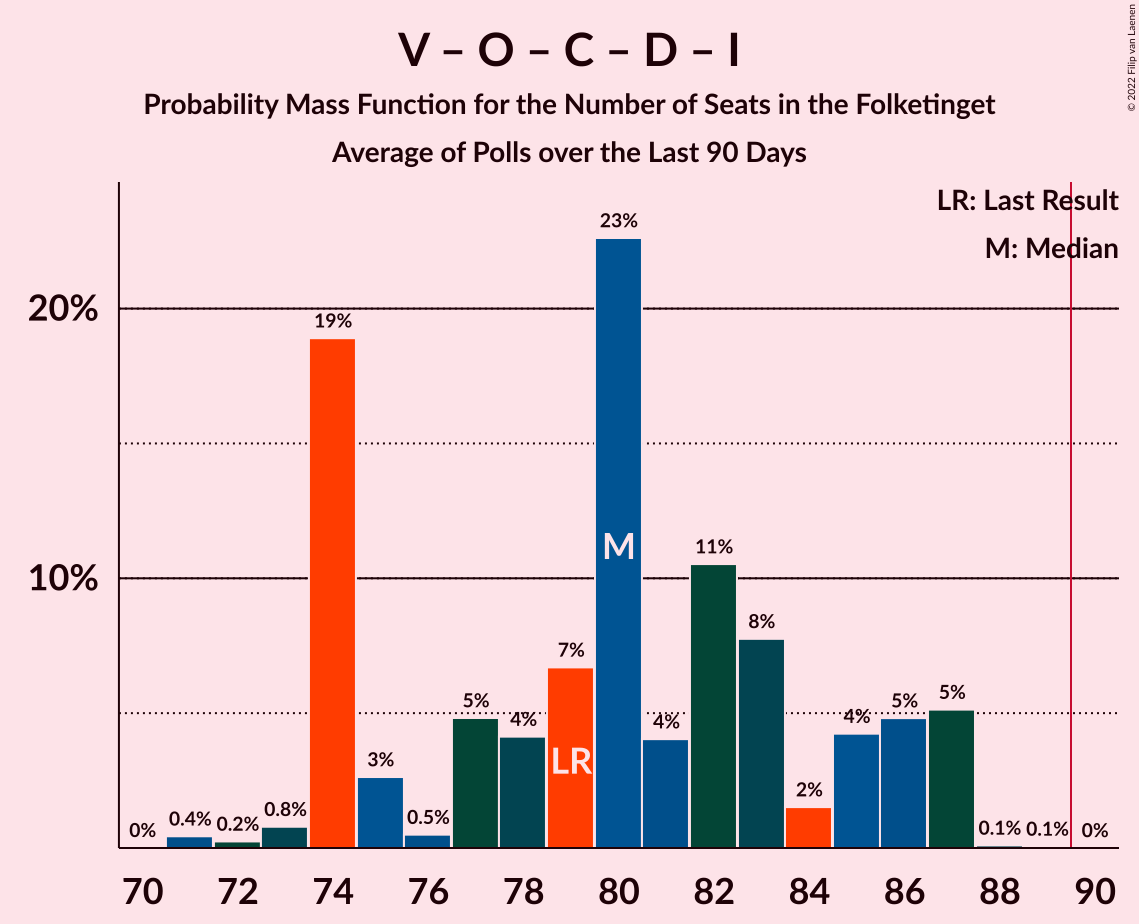 V – O – C – D – I
Probability Mass Function for the Number of Seats in the Folketinget
Average of Polls over the Last 90 Days
© 2022 Filip van Laenen
LR: Last Result
M: Median
20%
10%
0%
0.4%
0.2%
0.8%
19%
3%
0.5%
5%
4%
7%
23%
4%
11%
8%
2%
4%
5%
5%
0.1%
0.1%
0%
M
LR
70 72 74 76 78 80 82 84 86 88 90